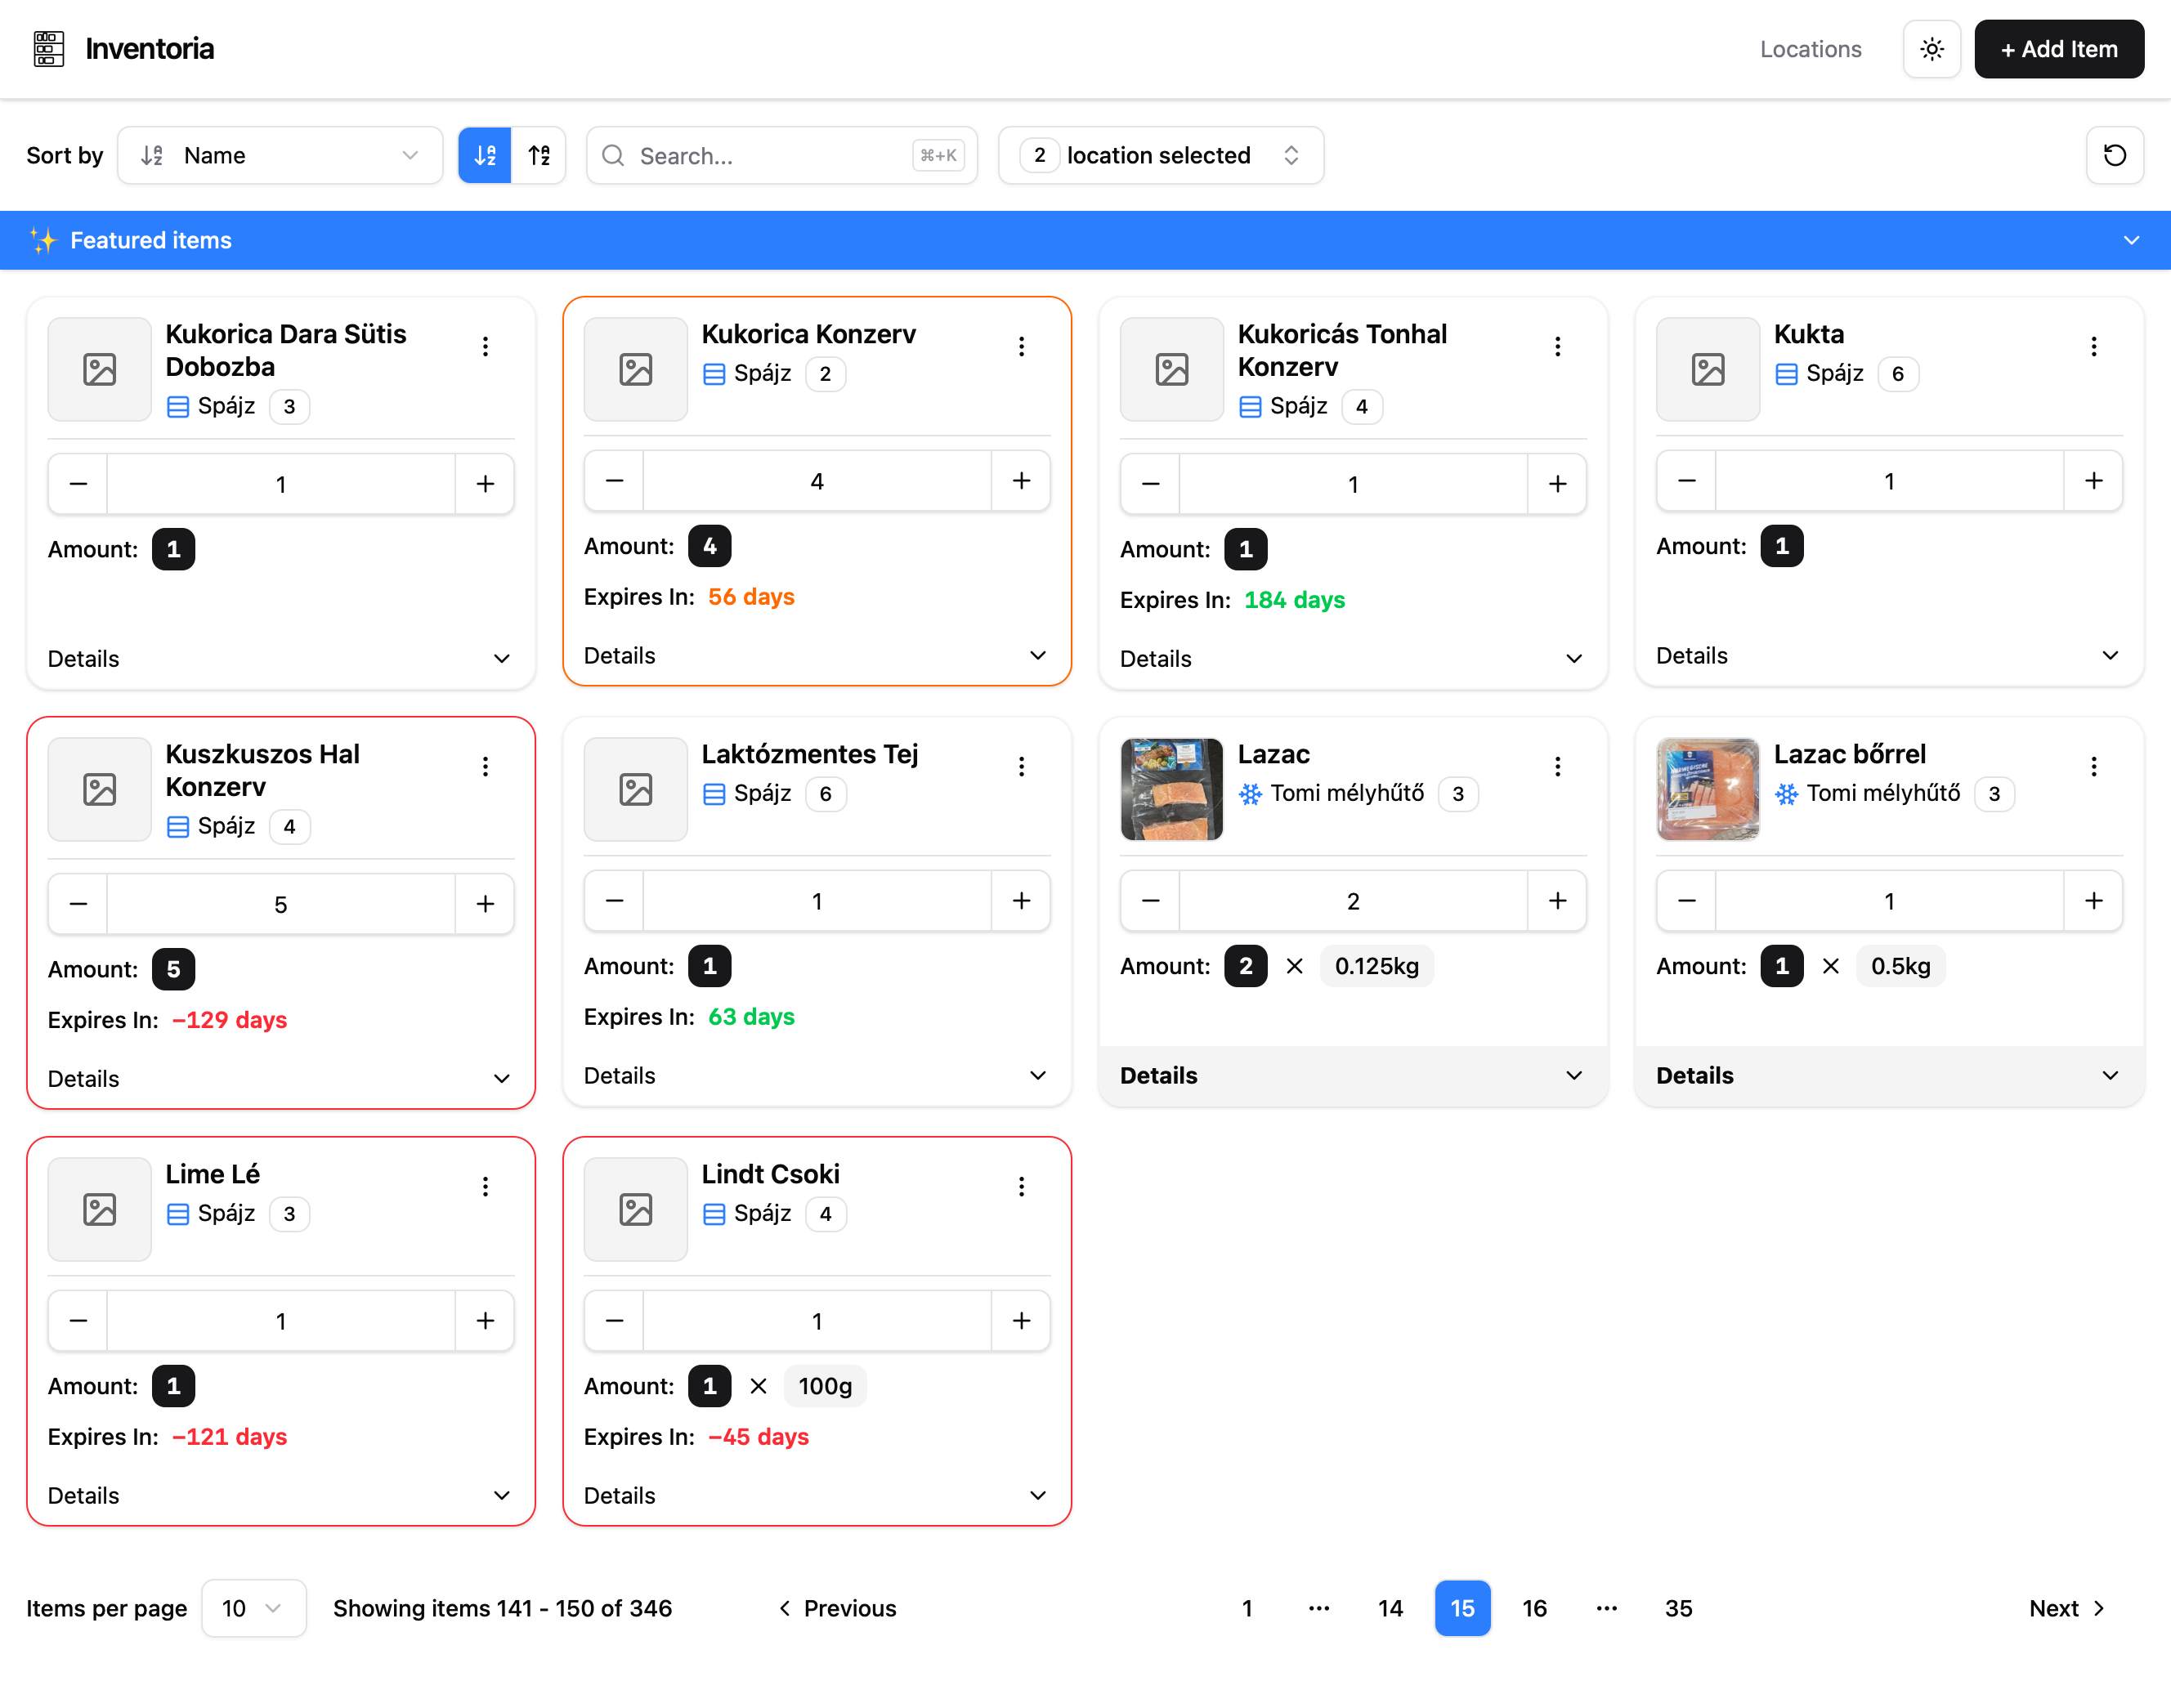 Inventoria
Locations
+ Add Item
Sort by
Name
Search...
⌘+K
2 location selected
✨ Featured items
Kukorica Dara Sütis
Dobozba
Spájz 3
1
Amount: 1
Details
Kukorica Konzerv
Spájz 2
4
Amount: 4
Expires In: 56 days
Details
Kukoricás Tonhal
Konzerv
Spájz 4
1
Amount: 1
Expires In: 184 days
Details
Kukta
Spájz 6
1
Amount: 1
Details
Kuszkuszos Hal
Konzerv
Spájz 4
5
Amount: 5
Expires In: −129 days
Details
Laktózmentes Tej
Spájz 6
1
Amount: 1
Expires In: 63 days
Details
Lazac
Tomi mélyhűtő 3
2
Amount: 2 × 0.125kg
Details
Lazac bőrrel
Tomi mélyhűtő 3
1
Amount: 1 × 0.5kg
Details
Lime Lé
Spájz 3
1
Amount: 1
Expires In: −121 days
Details
Lindt Csoki
Spájz 4
1
Amount: 1 × 100g
Expires In: −45 days
Details
Items per page 10 Showing items 141 - 150 of 346
Previous
1 ... 14 15 16 ... 35
Next